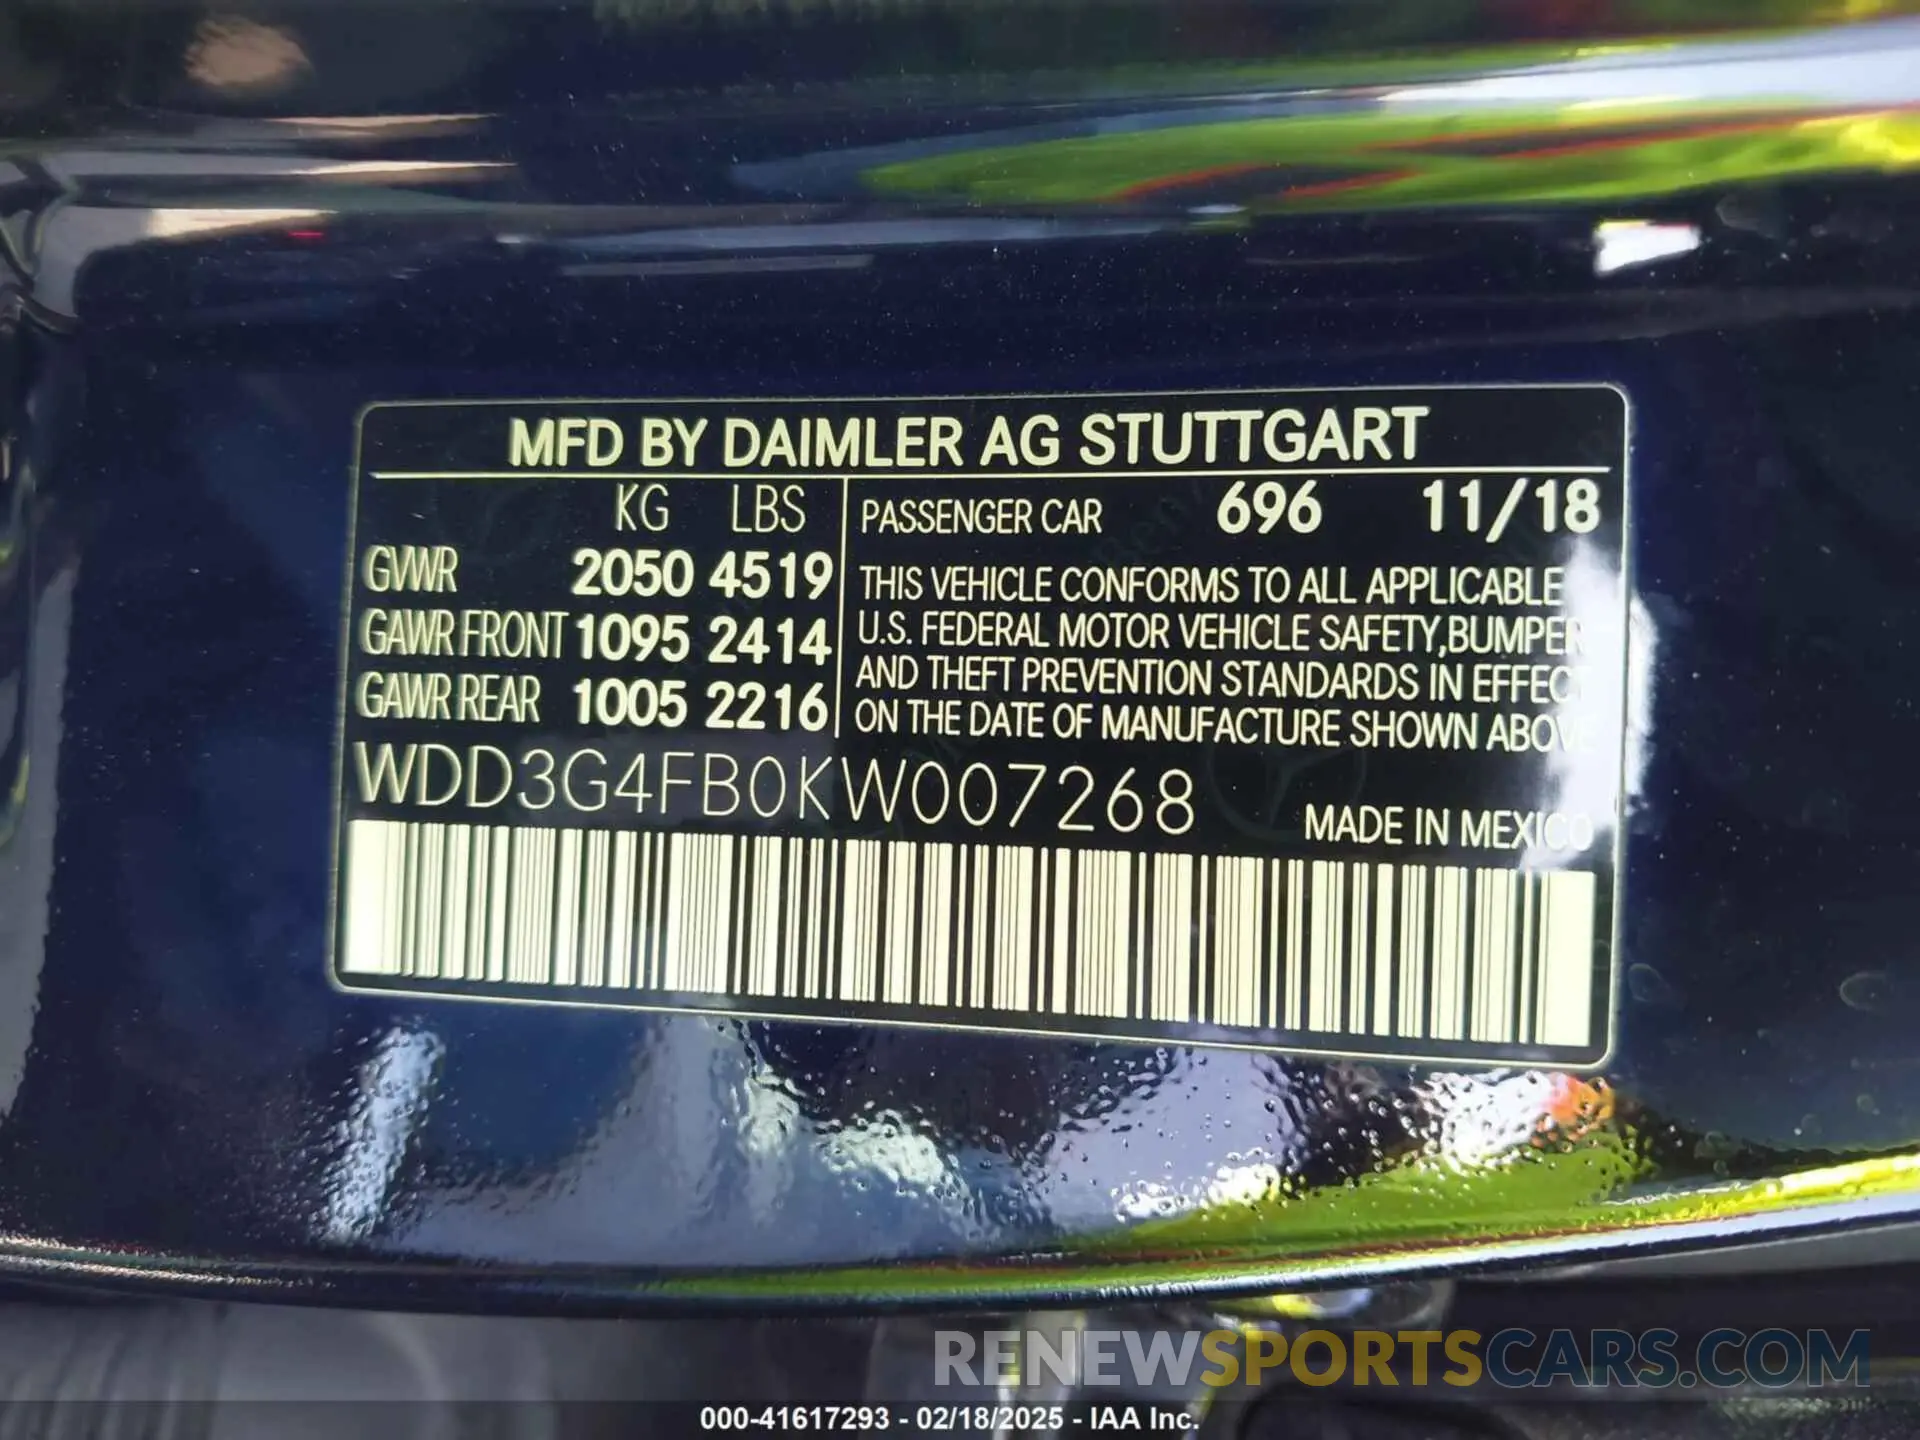 MFD BY DAIMLER AG STUTTGART
KG LBS
GVWR 2050 4519
GAWR FRONT 1095 2414
GAWR REAR 1005 2216
PASSENGER CAR 696 11/18
THIS VEHICLE CONFORMS TO ALL APPLICABLE
U.S. FEDERAL MOTOR VEHICLE SAFETY,BUMPER
AND THEFT PREVENTION STANDARDS IN EFFECT
ON THE DATE OF MANUFACTURE SHOWN ABOVE
WDD3G4FB0KW007268
MADE IN MEXICO
RENEWSPORTSCARS.COM
000-41617293 - 02/18/2025 - IAA Inc.